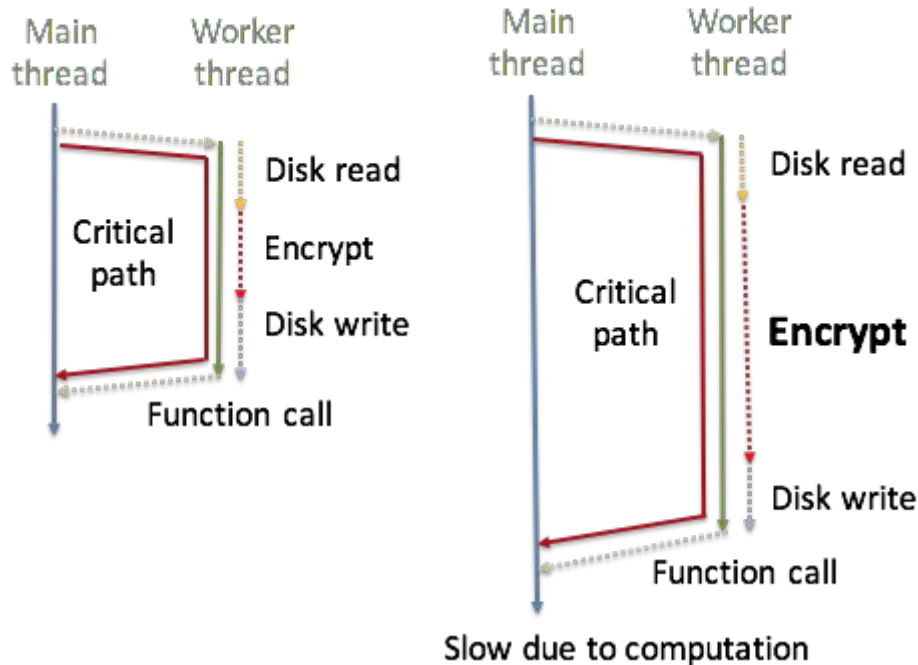 Main
thread
Worker
thread
Disk read
Critical
path
Encrypt
Disk write
Function call
Main
thread
Worker
thread
Disk read
Critical
path
Encrypt
Disk write
Function call
Slow due to computation